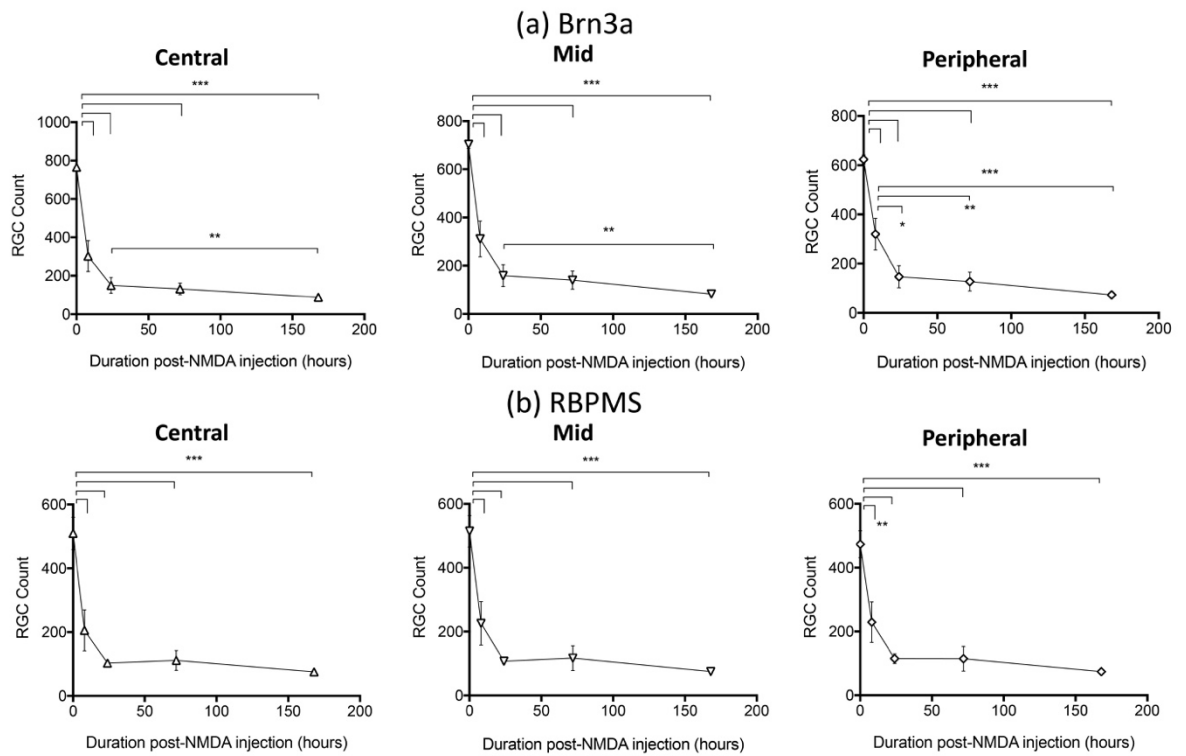 (a) Brn3a
Central
Mid
Peripheral
***
***
***
1000
800
600
400
200
0
RGC Count
**
0 50 100 150 200
Duration post-NMDA injection (hours)
800
600
400
200
0
RGC Count
**
0 50 100 150 200
Duration post-NMDA injection (hours)
800
600
400
200
0
RGC Count
***
**
*
0 50 100 150 200
Duration post-NMDA injection (hours)
(b) RBPMS
Central
Mid
Peripheral
***
***
***
600
400
200
0
RGC Count
0 50 100 150 200
Duration post-NMDA injection (hours)
600
400
200
0
RGC Count
0 50 100 150 200
Duration post-NMDA injection (hours)
**
600
400
200
0
RGC Count
0 50 100 150 200
Duration post-NMDA injection (hours)